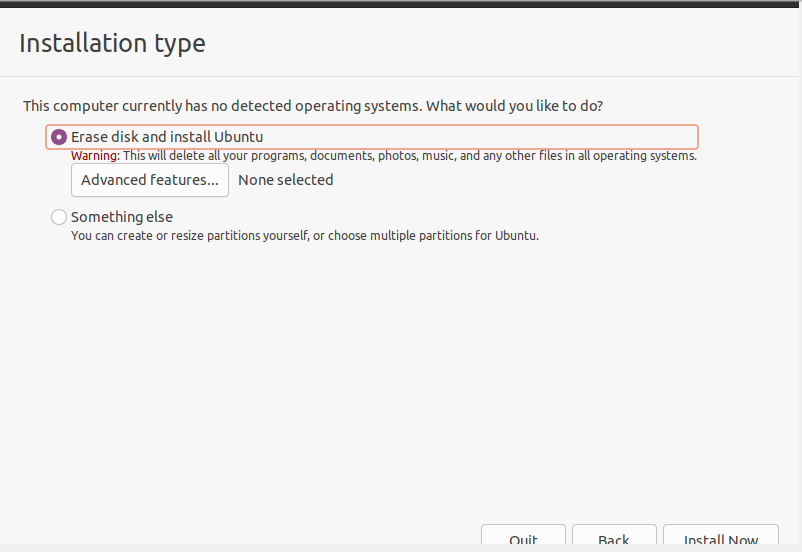 Installation type
This computer currently has no detected operating systems. What would you like to do?
Erase disk and install Ubuntu
Warning: This will delete all your programs, documents, photos, music, and any other files in all operating systems.
Advanced features... None selected
Something else
You can create or resize partitions yourself, or choose multiple partitions for Ubuntu.
Quit Back Install Now